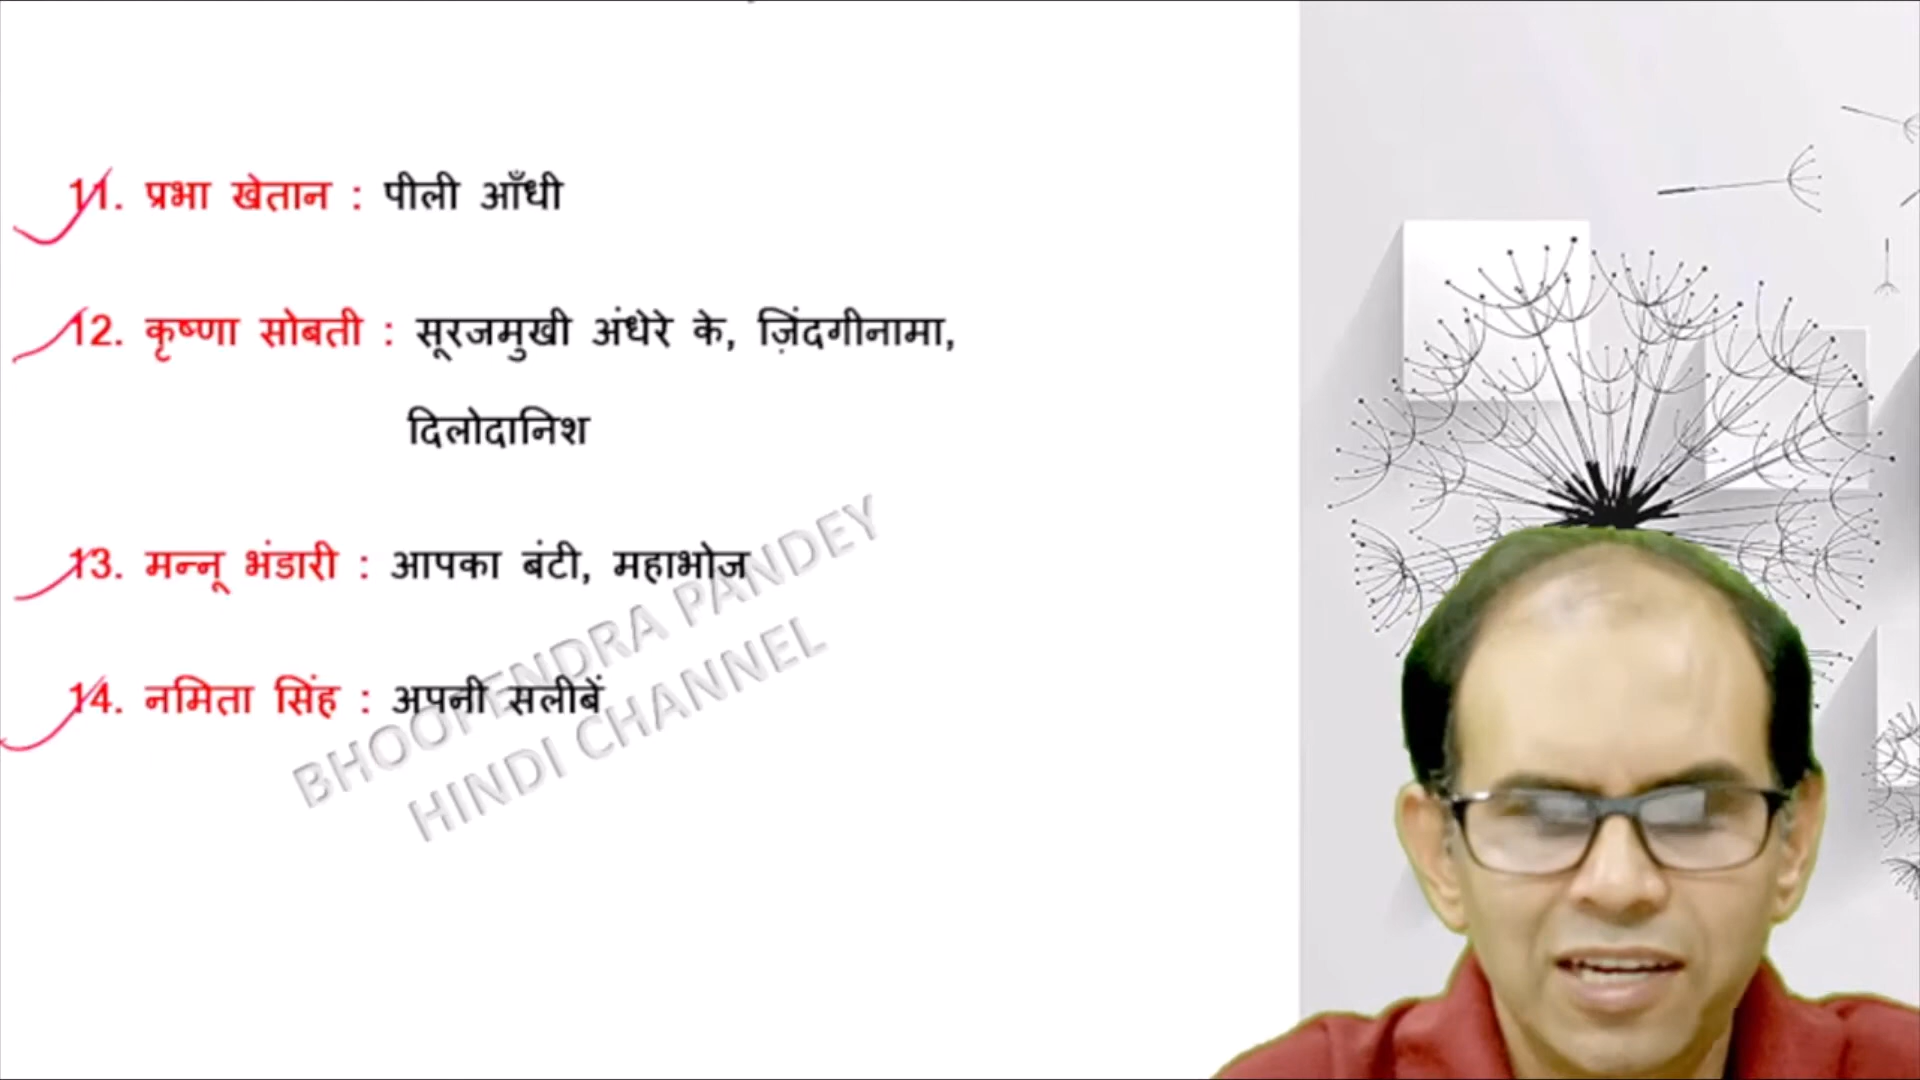 11. प्रभा खेतान : पीली आँधी
12. कृष्णा सोबती : सूरजमुखी अंधेरे के, ज़िंदगीनामा,
दिलोदानिश
13. मन्नू भंडारी : आपका बंटी, महाभोज
14. नमिता सिंह : अपनी सलीबें
BHOOPENDRA PANDEY
HINDI CHANNEL